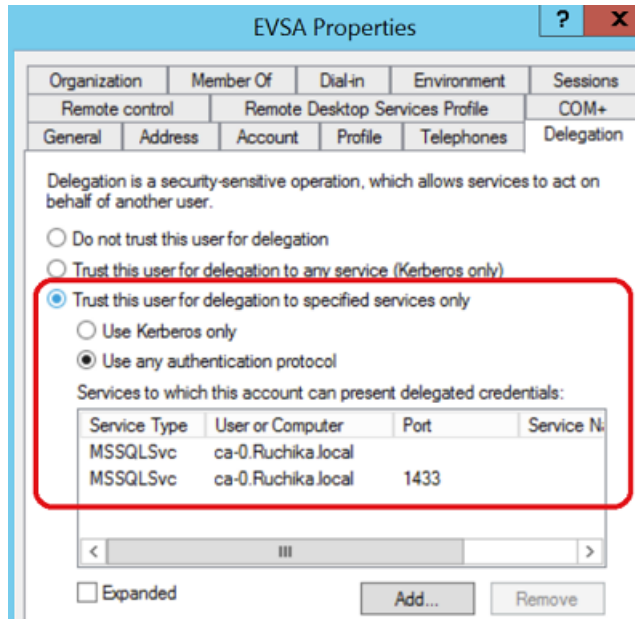 EVSA Properties
? x
Organization Member Of Dial-in Environment Sessions
Remote control Remote Desktop Services Profile COM+
General Address Account Profile Telephones Delegation
Delegation is a security-sensitive operation, which allows services to act on
behalf of another user.
Do not trust this user for delegation
Trust this user for delegation to any service (Kerberos only)
Trust this user for delegation to specified services only
Use Kerberos only
Use any authentication protocol
Services to which this account can present delegated credentials:
Service Type User or Computer Port Service
MSSQLSvc ca-0.Ruchika.local
MSSQLSvc ca-0.Ruchika.local 1433
Expanded Add... Remove